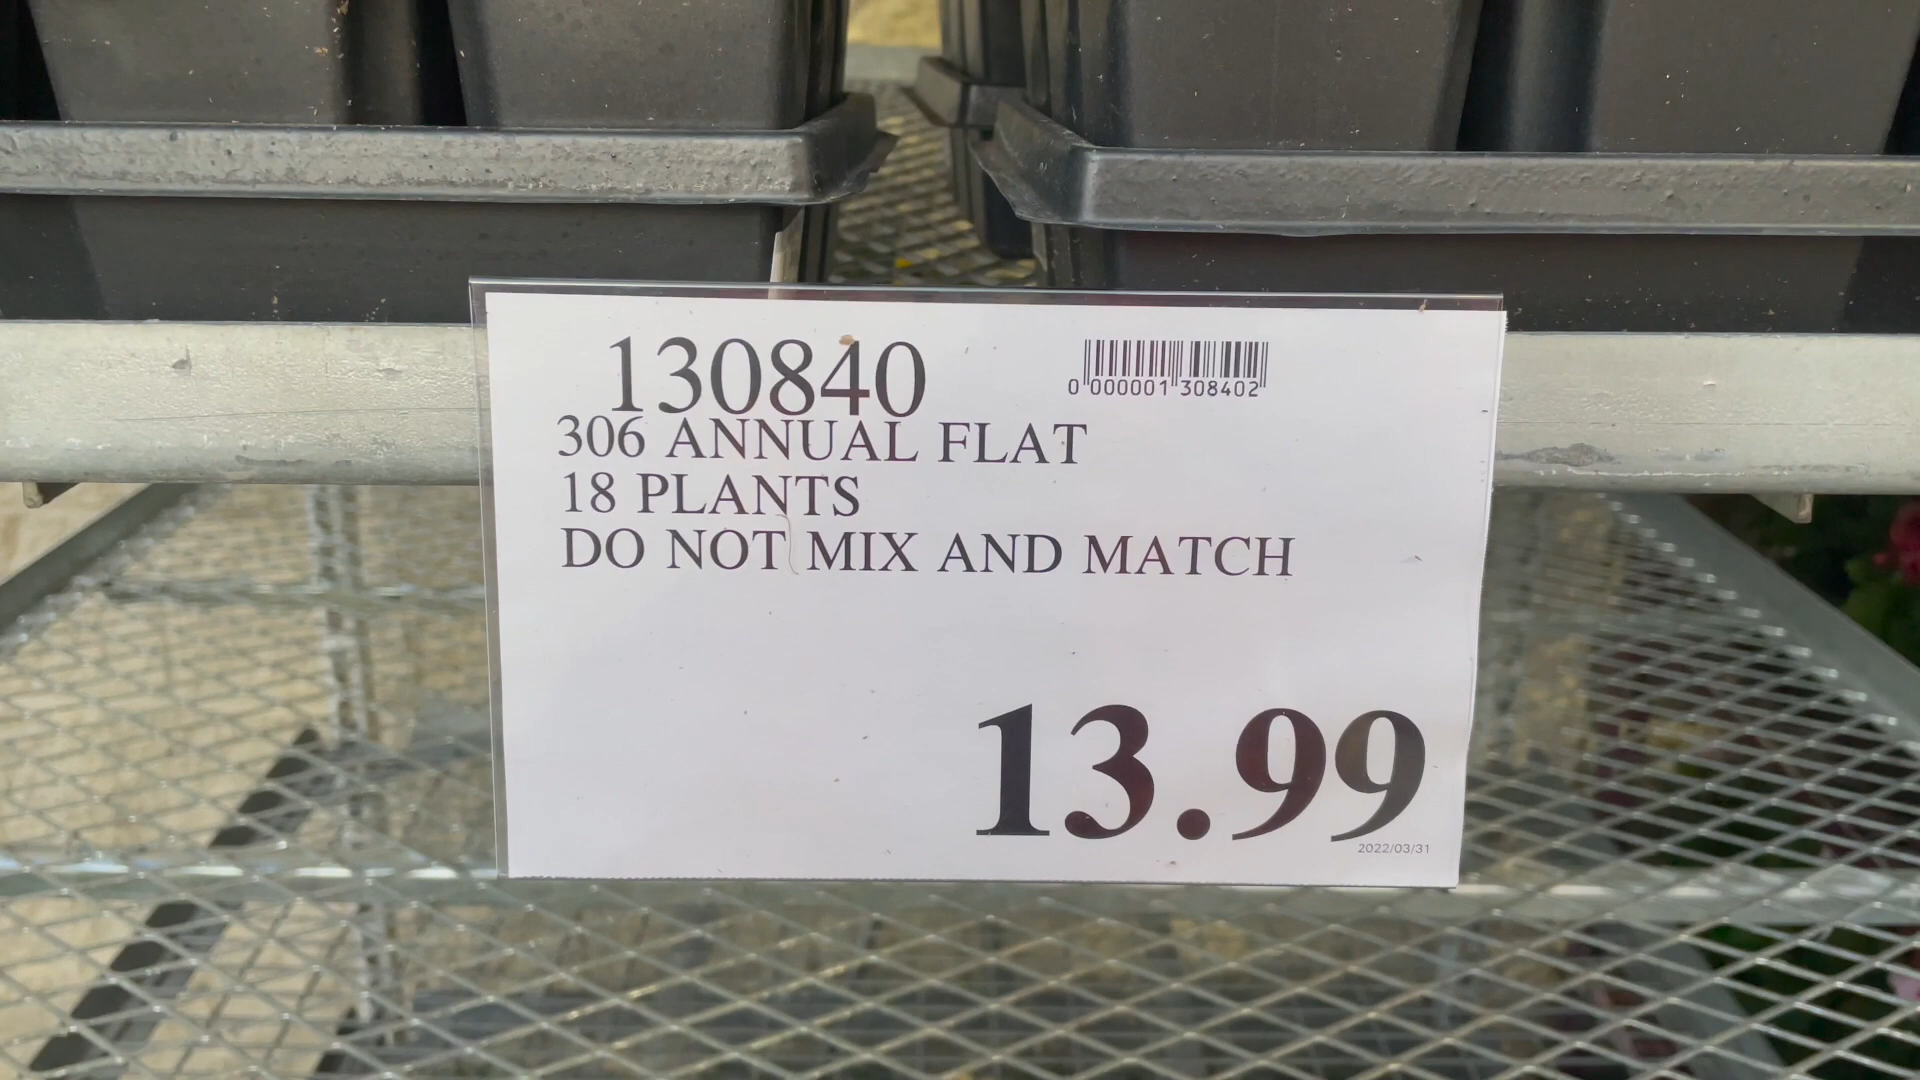 130840
0 000001 308402
306 ANNUAL FLAT
18 PLANTS
DO NOT MIX AND MATCH
13.99
2022/03/31